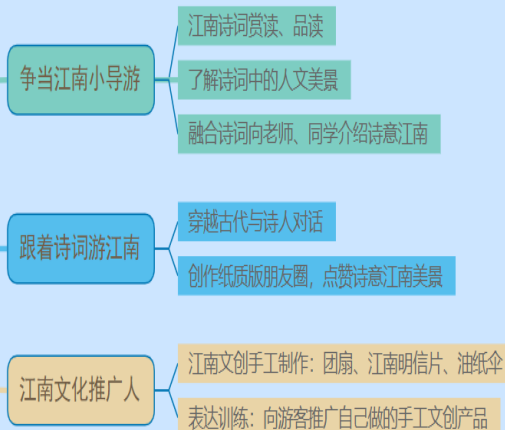 争当江南小导游
江南诗词赏读、品读
了解诗词中的人文美景
融合诗词向老师、同学介绍诗意江南
跟着诗词游江南
穿越古代与诗人对话
创作纸质版朋友圈，点赞诗意江南美景
江南文化推广人
江南文创手工制作：团扇、江南明信片、油纸伞
表达训练：向游客推广自己做的手工文创产品